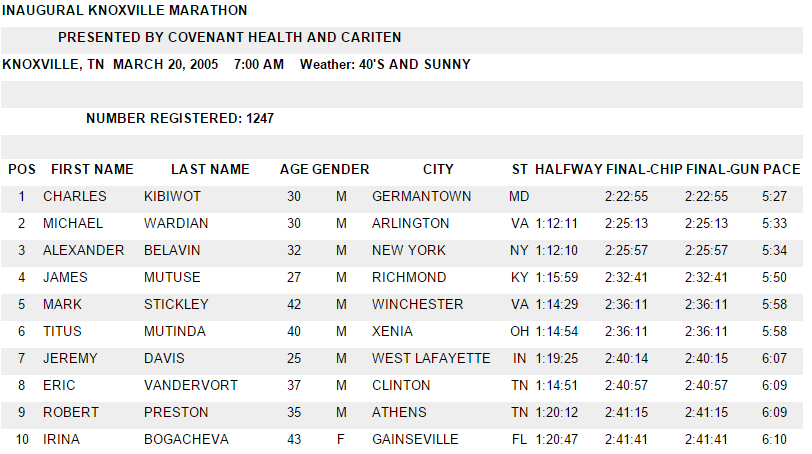 INAUGURAL KNOXVILLE MARATHON
PRESENTED BY COVENANT HEALTH AND CARITEN
KNOXVILLE, TN MARCH 20, 2005 7:00 AM Weather: 40'S AND SUNNY
NUMBER REGISTERED: 1247
POS FIRST NAME LAST NAME AGE GENDER CITY ST HALFWAY FINAL-CHIP FINAL-GUN PACE
1 CHARLES KIBIWOT 30 M GERMANTOWN MD 2:22:55 2:22:55 5:27
2 MICHAEL WARDIAN 30 M ARLINGTON VA 1:12:11 2:25:13 2:25:13 5:33
3 ALEXANDER BELAVIN 32 M NEW YORK NY 1:12:10 2:25:57 2:25:57 5:34
4 JAMES MUTUSE 27 M RICHMOND KY 1:15:59 2:32:41 2:32:41 5:50
5 MARK STICKLEY 42 M WINCHESTER VA 1:14:29 2:36:11 2:36:11 5:58
6 TITUS MUTINDA 40 M XENIA OH 1:14:54 2:36:11 2:36:11 5:58
7 JEREMY DAVIS 25 M WEST LAFAYETTE IN 1:19:25 2:40:14 2:40:15 6:07
8 ERIC VANDERVORT 37 M CLINTON TN 1:14:51 2:40:57 2:40:57 6:09
9 ROBERT PRESTON 35 M ATHENS TN 1:20:12 2:41:15 2:41:15 6:09
10 IRINA BOGACHEVA 43 F GAINSEVILLE FL 1:20:47 2:41:41 2:41:41 6:10